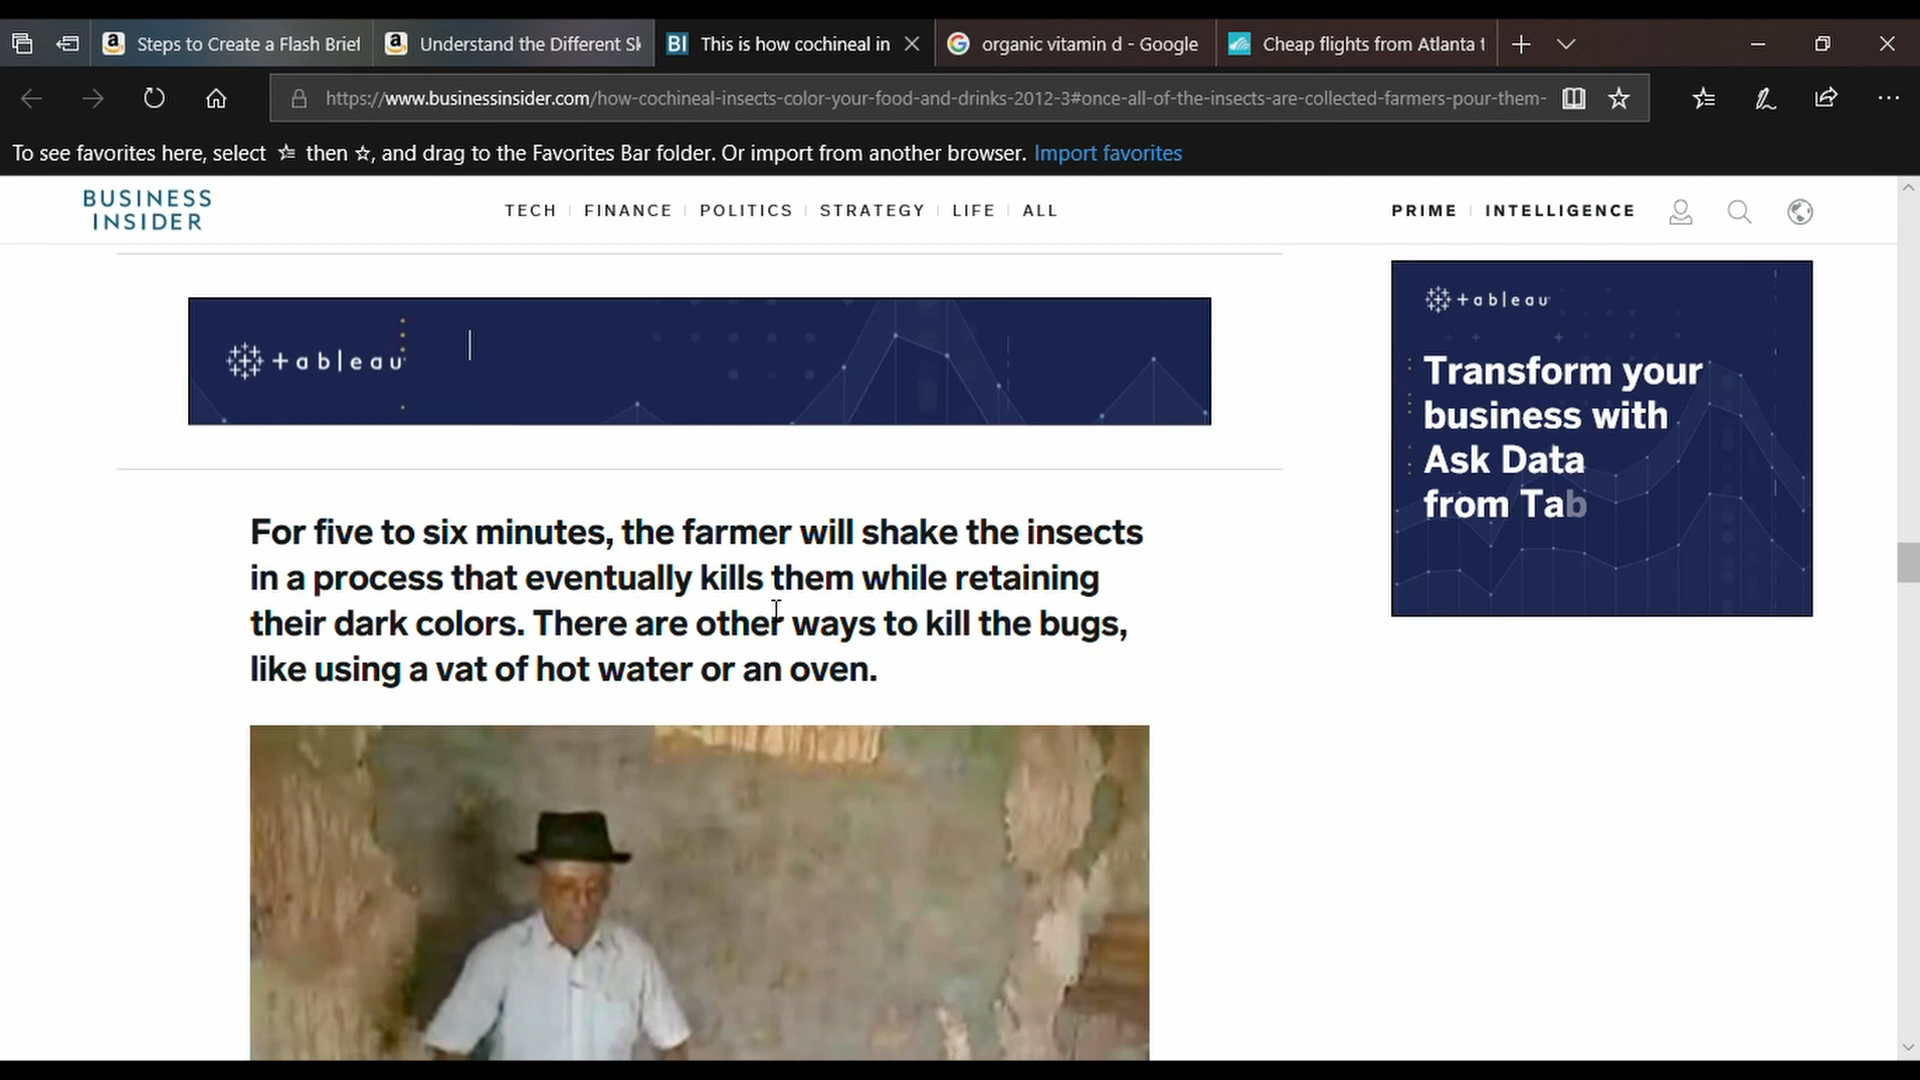 Steps to Create a Flash Brief
Understand the Different Sk
BI This is how cochineal in
organic vitamin d - Google
Cheap flights from Atlanta t
https://www.businessinsider.com/how-cochineal-insects-color-your-food-and-drinks-2012-3#once-all-of-the-insects-are-collected-farmers-pour-them-
To see favorites here, select then , and drag to the Favorites Bar folder. Or import from another browser. Import favorites
BUSINESS
INSIDER
TECH FINANCE POLITICS STRATEGY LIFE ALL
PRIME INTELLIGENCE
+ableau
+ableau
Transform your
business with
Ask Data
from Tab
For five to six minutes, the farmer will shake the insects
in a process that eventually kills them while retaining
their dark colors. There are other ways to kill the bugs,
like using a vat of hot water or an oven.